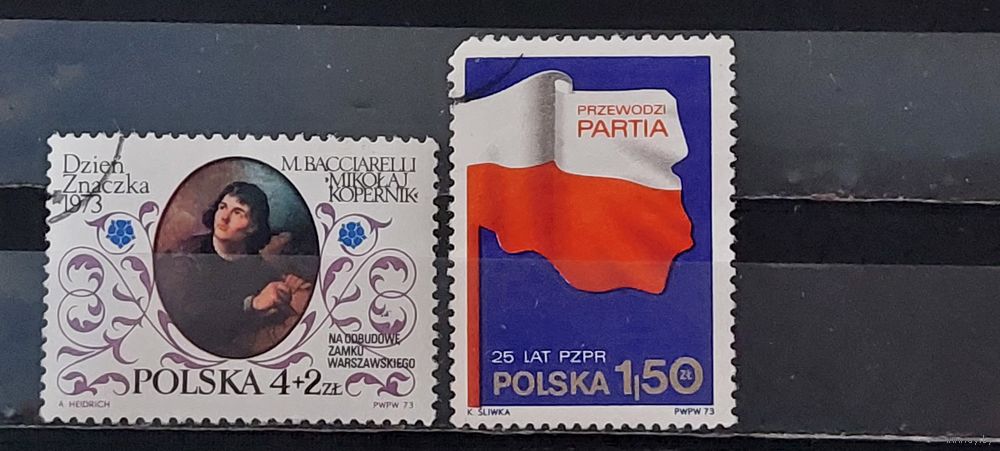 Dzień
Znaczka
1973
M. BACCIARELLI
"MIKOŁAJ
KOPERNIK"
NA ODBUDOWĘ
ZAMKU
WARSZAWSKIEGO
POLSKA 4+2ZŁ
A. HEIDRICH
PWPW 73
PRZEWODZI
PARTIA
25 LAT PZPR
POLSKA 1,50 ZŁ
K. ŚLIWKA
PWPW 73